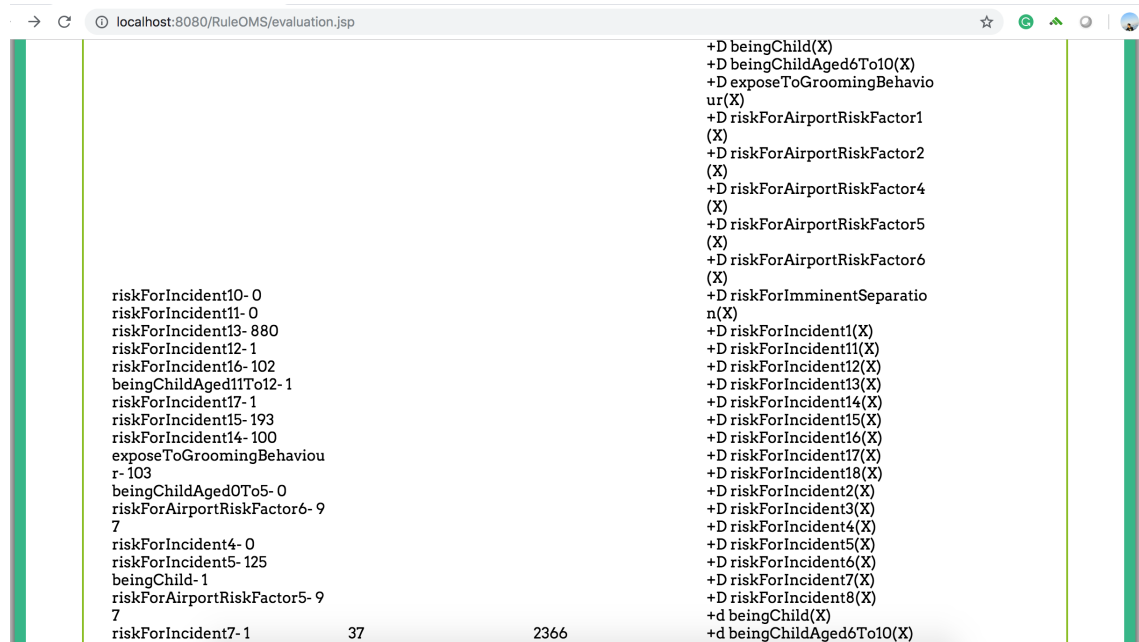 localhost:8080/RuleOMS/evaluation.jsp
riskForIncident10- 0
riskForIncident11- 0
riskForIncident13- 880
riskForIncident12- 1
riskForIncident16- 102
beingChildAged11To12- 1
riskForIncident17- 1
riskForIncident15- 193
riskForIncident14- 100
exposeToGroomingBehaviou
r- 103
beingChildAged0To5- 0
riskForAirportRiskFactor6- 9
7
riskForIncident4- 0
riskForIncident5- 125
beingChild- 1
riskForAirportRiskFactor5- 9
7
riskForIncident7- 1
37
2366
+D beingChild(X)
+D beingChildAged6To10(X)
+D exposeToGroomingBehavio
ur(X)
+D riskForAirportRiskFactor1
(X)
+D riskForAirportRiskFactor2
(X)
+D riskForAirportRiskFactor4
(X)
+D riskForAirportRiskFactor5
(X)
+D riskForAirportRiskFactor6
(X)
+D riskForImminentSeparatio
n(X)
+D riskForIncident1(X)
+D riskForIncident11(X)
+D riskForIncident12(X)
+D riskForIncident13(X)
+D riskForIncident14(X)
+D riskForIncident15(X)
+D riskForIncident16(X)
+D riskForIncident17(X)
+D riskForIncident18(X)
+D riskForIncident2(X)
+D riskForIncident3(X)
+D riskForIncident4(X)
+D riskForIncident5(X)
+D riskForIncident6(X)
+D riskForIncident7(X)
+D riskForIncident8(X)
+d beingChild(X)
+d beingChildAged6To10(X)